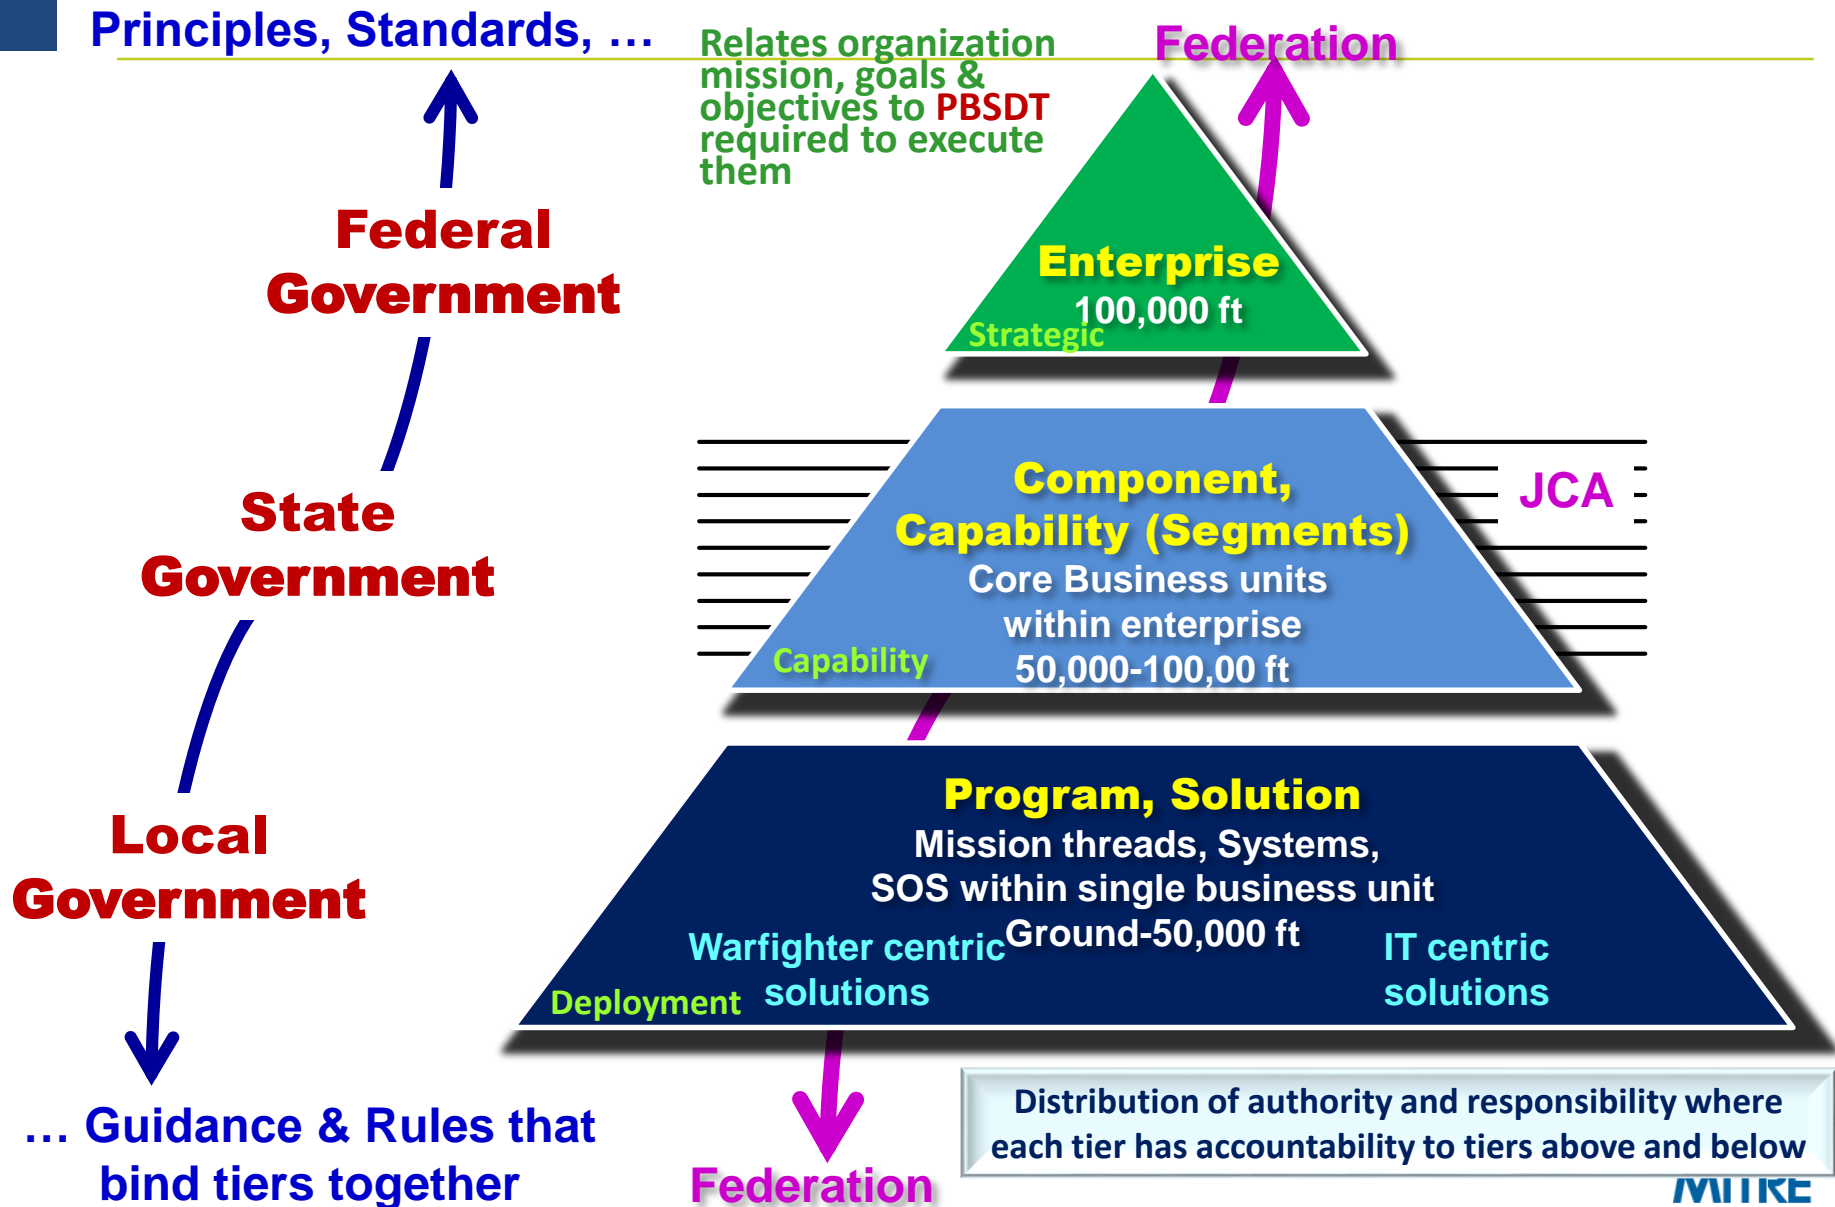 Principles, Standards, …
Relates organization
mission, goals &
objectives to PBSDT
required to execute
them
Federation
Federal
Government
State
Government
Local
Government
… Guidance & Rules that
bind tiers together
Enterprise
100,000 ft
Strategic
Component,
Capability (Segments)
Core Business units
within enterprise
50,000-100,00 ft
Capability
JCA
Program, Solution
Mission threads, Systems,
SOS within single business unit
Ground-50,000 ft
Warfighter centric
solutions
IT centric
solutions
Deployment
Federation
Distribution of authority and responsibility where
each tier has accountability to tiers above and below
MITRE